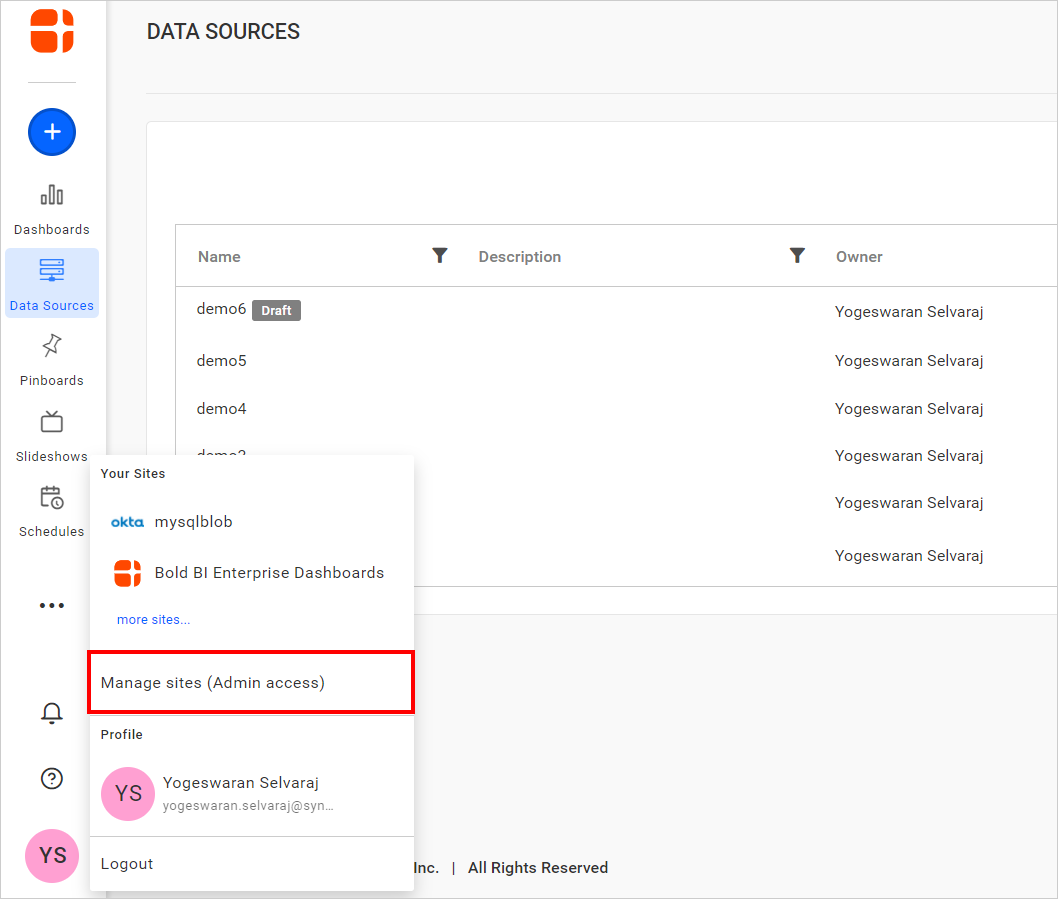 DATA SOURCES
Dashboards
Data Sources
Pinboards
Slideshows
Schedules
Name Description Owner
demo6 Draft Yogeswaran Selvaraj
demo5 Yogeswaran Selvaraj
demo4 Yogeswaran Selvaraj
Yogeswaran Selvaraj
Yogeswaran Selvaraj
Yogeswaran Selvaraj
Your Sites
okta mysqlblob
Bold BI Enterprise Dashboards
more sites...
Manage sites (Admin access)
Profile
YS Yogeswaran Selvaraj
yogeswaran.selvaraj@syn...
Logout
YS
Inc. | All Rights Reserved